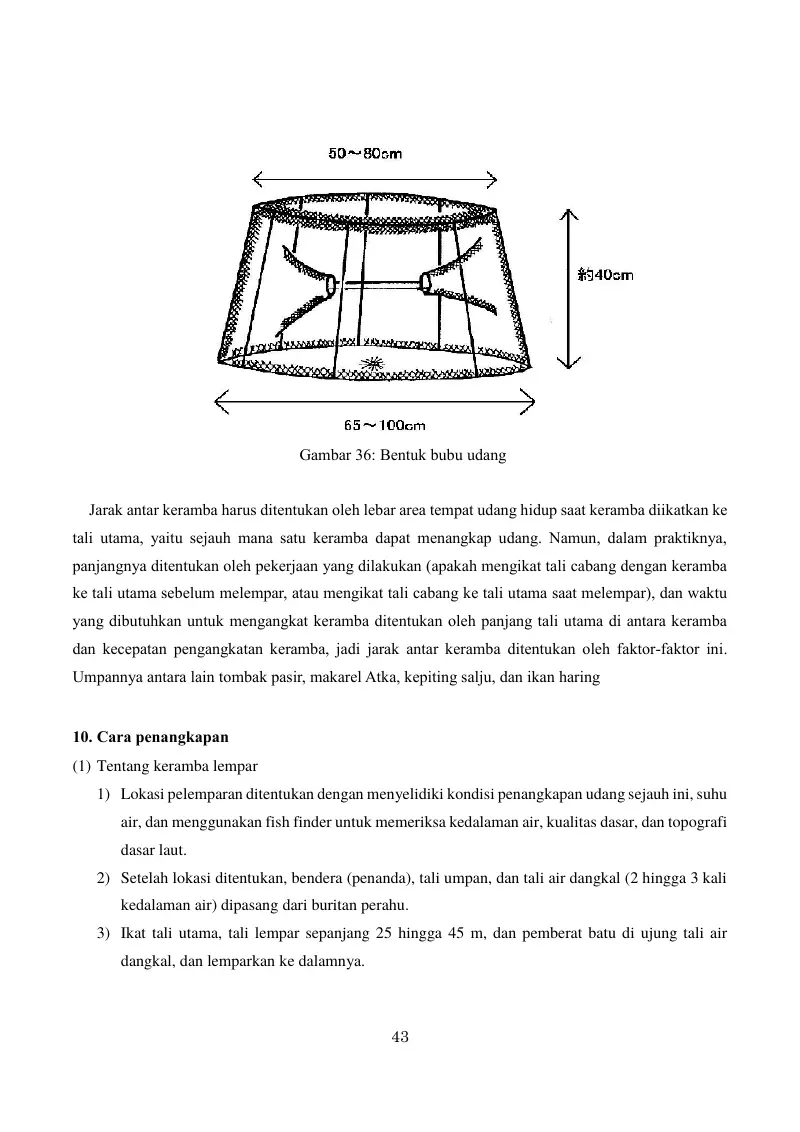 50～80cm
約40cm
65～100cm
Gambar 36: Bentuk bubu udang
Jarak antar keramba harus ditentukan oleh lebar area tempat udang hidup saat keramba diikatkan ke
tali utama, yaitu sejauh mana satu keramba dapat menangkap udang. Namun, dalam praktiknya,
panjangnya ditentukan oleh pekerjaan yang dilakukan (apakah mengikat tali cabang dengan keramba
ke tali utama sebelum melempar, atau mengikat tali cabang ke tali utama saat melempar), dan waktu
yang dibutuhkan untuk mengangkat keramba ditentukan oleh panjang tali utama di antara keramba
dan kecepatan pengangkatan keramba, jadi jarak antar keramba ditentukan oleh faktor-faktor ini.
Umpannya antara lain tombak pasir, makarel Atka, kepiting salju, dan ikan haring
10. Cara penangkapan
(1) Tentang keramba lempar
1) Lokasi pelemparan ditentukan dengan menyelidiki kondisi penangkapan udang sejauh ini, suhu
air, dan menggunakan fish finder untuk memeriksa kedalaman air, kualitas dasar, dan topografi
dasar laut.
2) Setelah lokasi ditentukan, bendera (penanda), tali umpan, dan tali air dangkal (2 hingga 3 kali
kedalaman air) dipasang dari buritan perahu.
3) Ikat tali utama, tali lempar sepanjang 25 hingga 45 m, dan pemberat batu di ujung tali air
dangkal, dan lemparkan ke dalamnya.
43